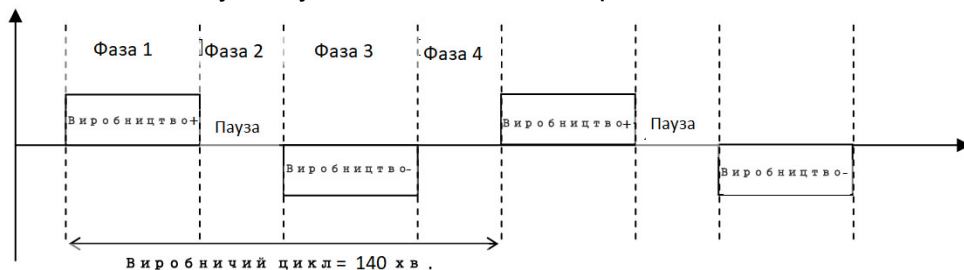 Фаза 1 Фаза 2 Фаза 3 Фаза 4
Виробництво+ Пауза Виробництво+ Пауза
Виробництво- Виробництво-
Виробничий цикл= 140 хв.